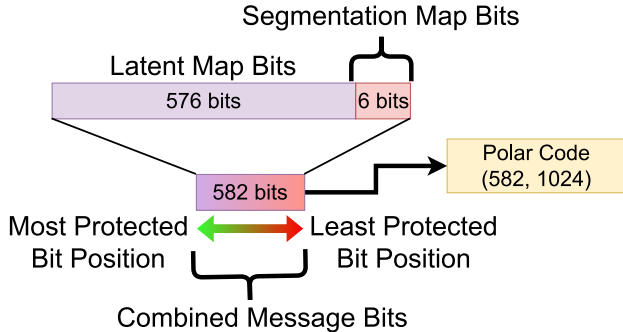 Segmentation Map Bits
Latent Map Bits
576 bits
6 bits
582 bits
Polar Code
(582, 1024)
Most Protected
Bit Position
Least Protected
Bit Position
Combined Message Bits